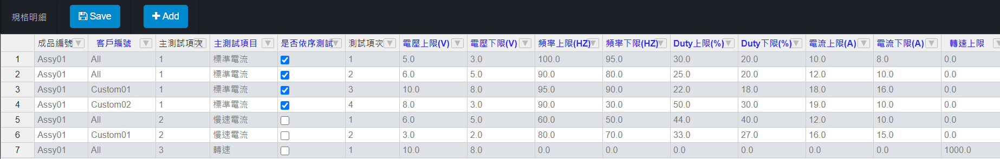 規格明細 Save Add
成品編號 客戶編號 主測試項次 主測試項目 是否依序測試 測試項次 電壓上限(V) 電壓下限(V) 頻率上限(HZ) 頻率下限(HZ) Duty上限(%) Duty下限(%) 電流上限(A) 電流下限(A) 轉速上限
1 Assy01 All 1 標準電流 1 5.0 3.0 100.0 95.0 30.0 20.0 10.0 8.0 0.0
2 Assy01 All 1 標準電流 2 6.0 5.0 90.0 80.0 25.0 20.0 12.0 10.0 0.0
3 Assy01 Custom01 1 標準電流 3 10.0 8.0 95.0 90.0 22.0 18.0 18.0 16.0 0.0
4 Assy01 Custom02 1 標準電流 4 8.0 3.0 90.0 30.0 50.0 30.0 19.0 10.0 0.0
5 Assy01 All 2 慢速電流 1 6.0 5.0 60.0 50.0 44.0 40.0 12.0 10.0 0.0
6 Assy01 Custom01 2 慢速電流 2 3.0 2.0 80.0 70.0 33.0 27.0 16.0 15.0 0.0
7 Assy01 All 3 轉速 1 10.0 8.0 0.0 0.0 0.0 0.0 0.0 0.0 1000.0